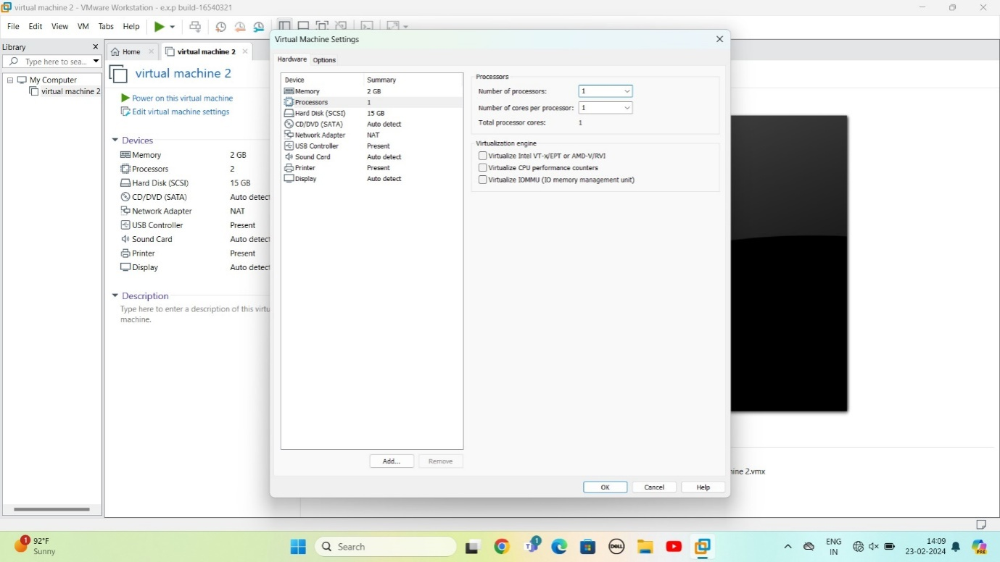 virtual machine 2 - VMware Workstation - e.x.p build-16540321
File Edit View VM Tabs Help
Library
Type here to sea...
My Computer
virtual machine 2
Home
virtual machine 2
virtual machine 2
Power on this virtual machine
Edit virtual machine settings
Devices
Memory 2 GB
Processors 2
Hard Disk (SCSI) 15 GB
CD/DVD (SATA) Auto detect
Network Adapter NAT
USB Controller Present
Sound Card Auto detect
Printer Present
Display Auto detect
Description
Type here to enter a description of this virtu
machine.
Virtual Machine Settings
Hardware Options
Device Summary
Memory 2 GB
Processors 1
Hard Disk (SCSI) 15 GB
CD/DVD (SATA) Auto detect
Network Adapter NAT
USB Controller Present
Sound Card Auto detect
Printer Present
Display Auto detect
Add... Remove
Processors
Number of processors: 1
Number of cores per processor: 1
Total processor cores: 1
Virtualization engine
Virtualize Intel VT-x/EPT or AMD-V/RVI
Virtualize CPU performance counters
Virtualize IOMMU (IO memory management unit)
OK Cancel Help
hine 2.vmx
1
92°F
Sunny
Search
1
DELL
ENG
IN
14:09
23-02-2024
PRE